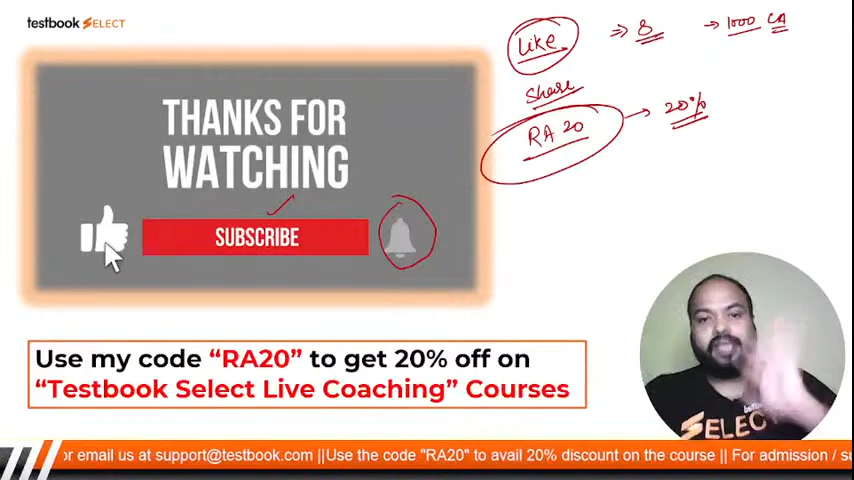 testbook SELECT
Like ⇒ 8 → 1000 CA
Share
RA 20 → 20%
THANKS FOR
WATCHING
SUBSCRIBE
Use my code “RA20” to get 20% off on
“Testbook Select Live Coaching” Courses
SELECT
or email us at support@testbook.com ||Use the code "RA20" to avail 20% discount on the course || For admission / su